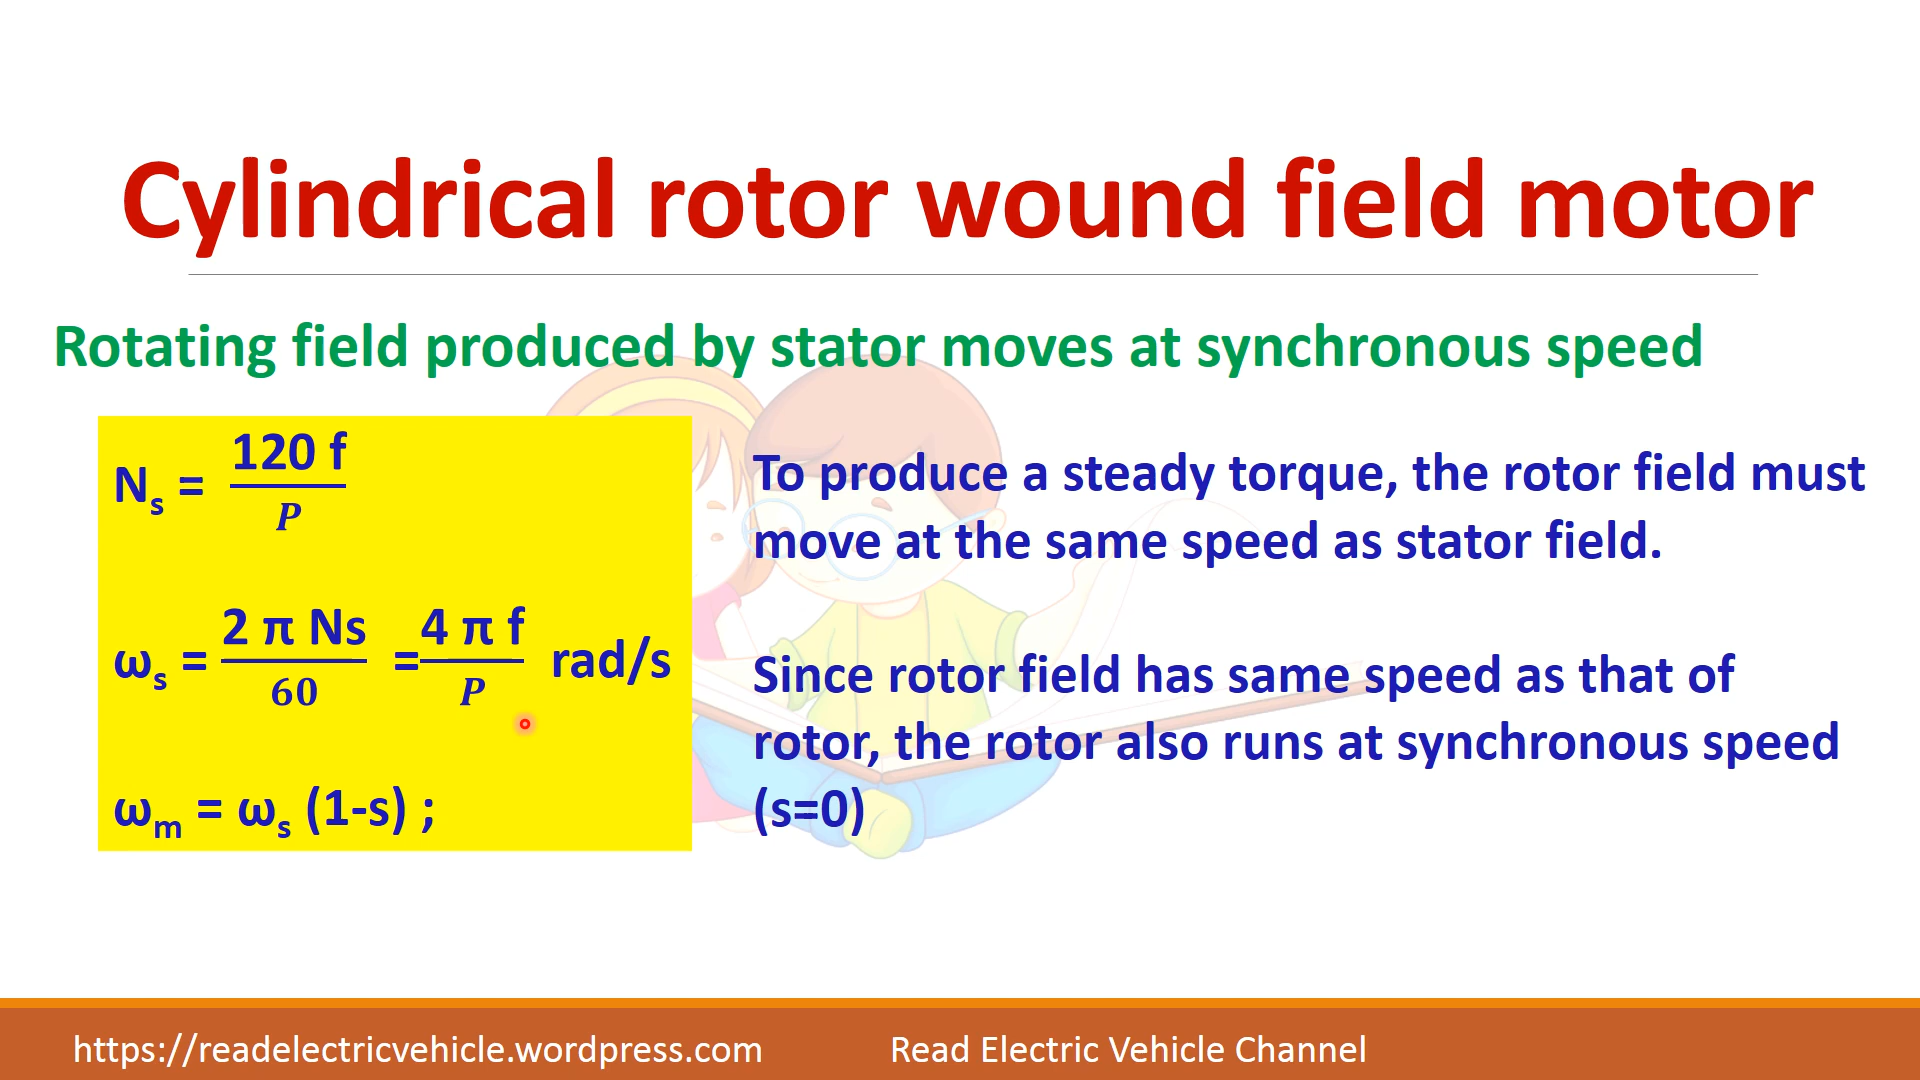 Cylindrical rotor wound field motor
Rotating field produced by stator moves at synchronous speed
Ns = 120 f / P
ωs = 2 π Ns / 60 = 4 π f / P rad/s
ωm = ωs (1-s) ;
To produce a steady torque, the rotor field must
move at the same speed as stator field.
Since rotor field has same speed as that of
rotor, the rotor also runs at synchronous speed
(s=0)
https://readelectricvehicle.wordpress.com
Read Electric Vehicle Channel